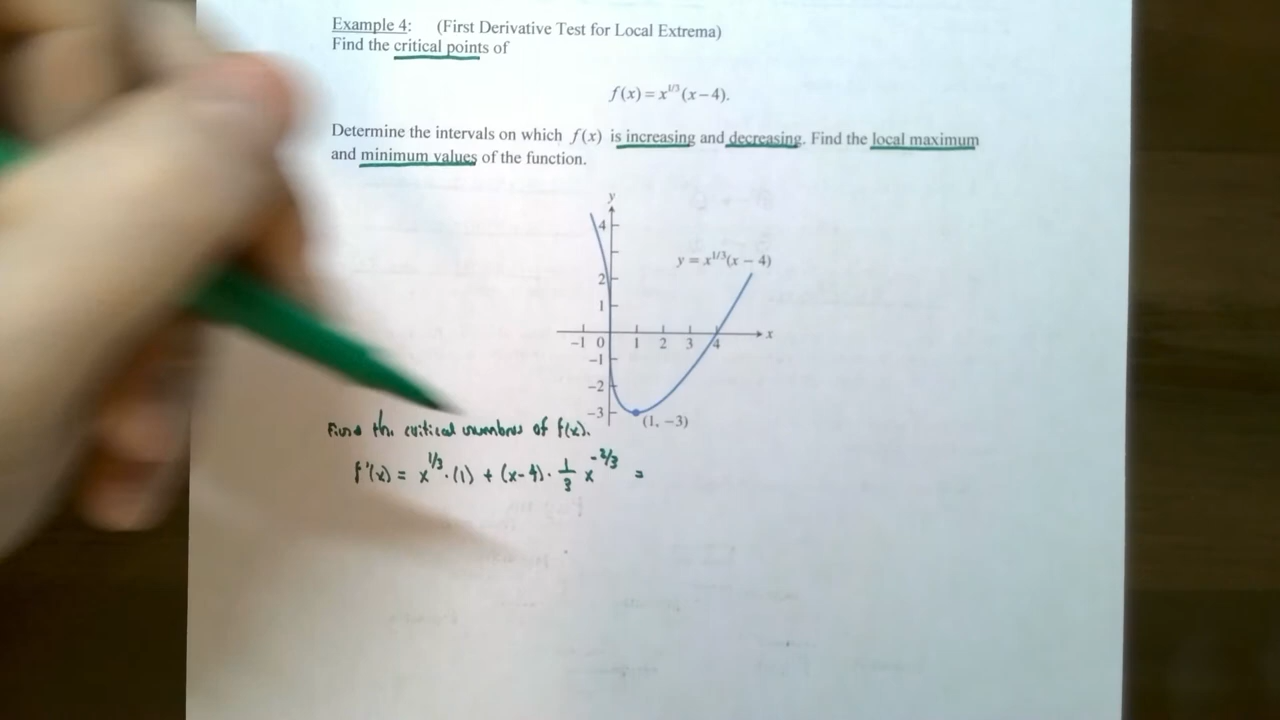 Example 4: (First Derivative Test for Local Extrema)
Find the critical points of
f(x) = x^{1/3}(x − 4).
Determine the intervals on which f(x) is increasing and decreasing. Find the local maximum
and minimum values of the function.
y
4
y = x^{1/3}(x − 4)
2
1
−1 0 1 2 3 4 x
−1
−2
−3
(1, −3)
Find the critical numbers of f(x).
f'(x) = x^{1/3} · (1) + (x-4) · 1/3 x^{-2/3} =